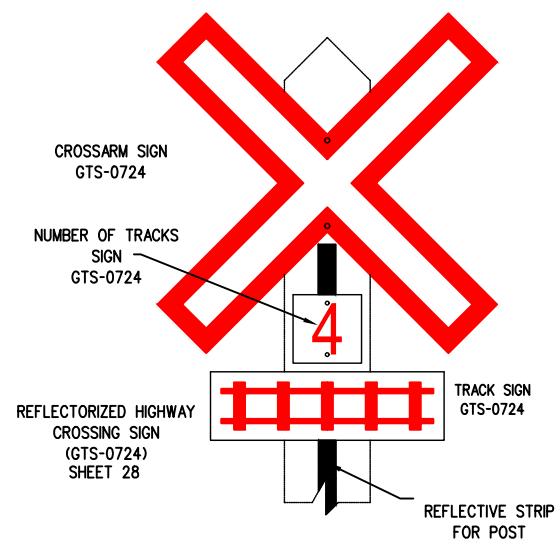 CROSSARM SIGN
GTS-0724
NUMBER OF TRACKS
SIGN
GTS-0724
4
TRACK SIGN
GTS-0724
REFLECTORIZED HIGHWAY
CROSSING SIGN
(GTS-0724)
SHEET 28
REFLECTIVE STRIP
FOR POST